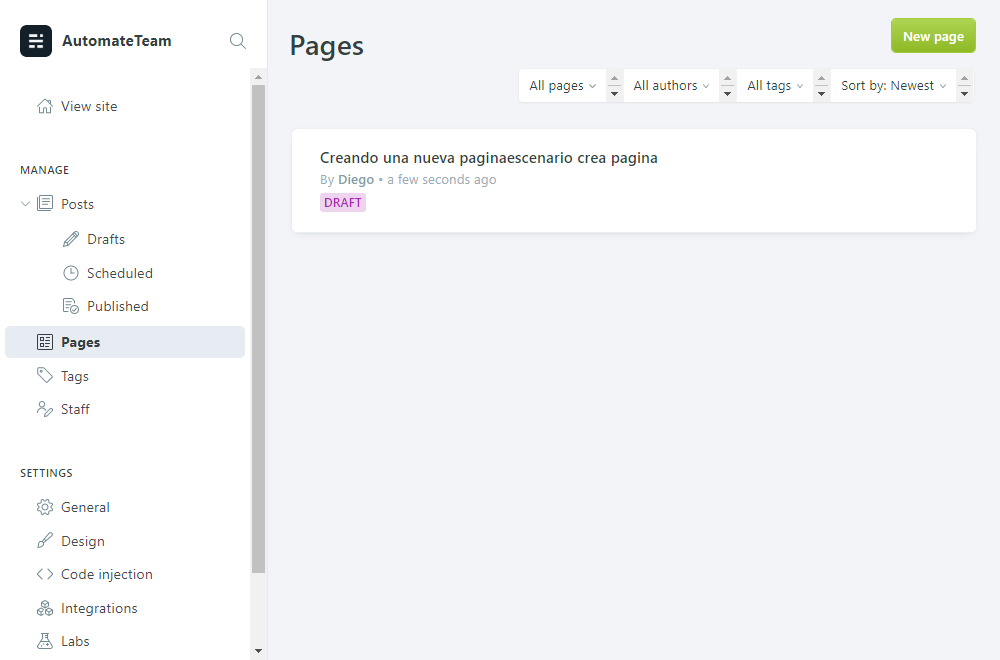 AutomateTeam
View site
MANAGE
Posts
Drafts
Scheduled
Published
Pages
Tags
Staff
SETTINGS
General
Design
Code injection
Integrations
Labs
Pages
New page
All pages
All authors
All tags
Sort by: Newest
Creando una nueva paginaescenario crea pagina
By Diego • a few seconds ago
DRAFT